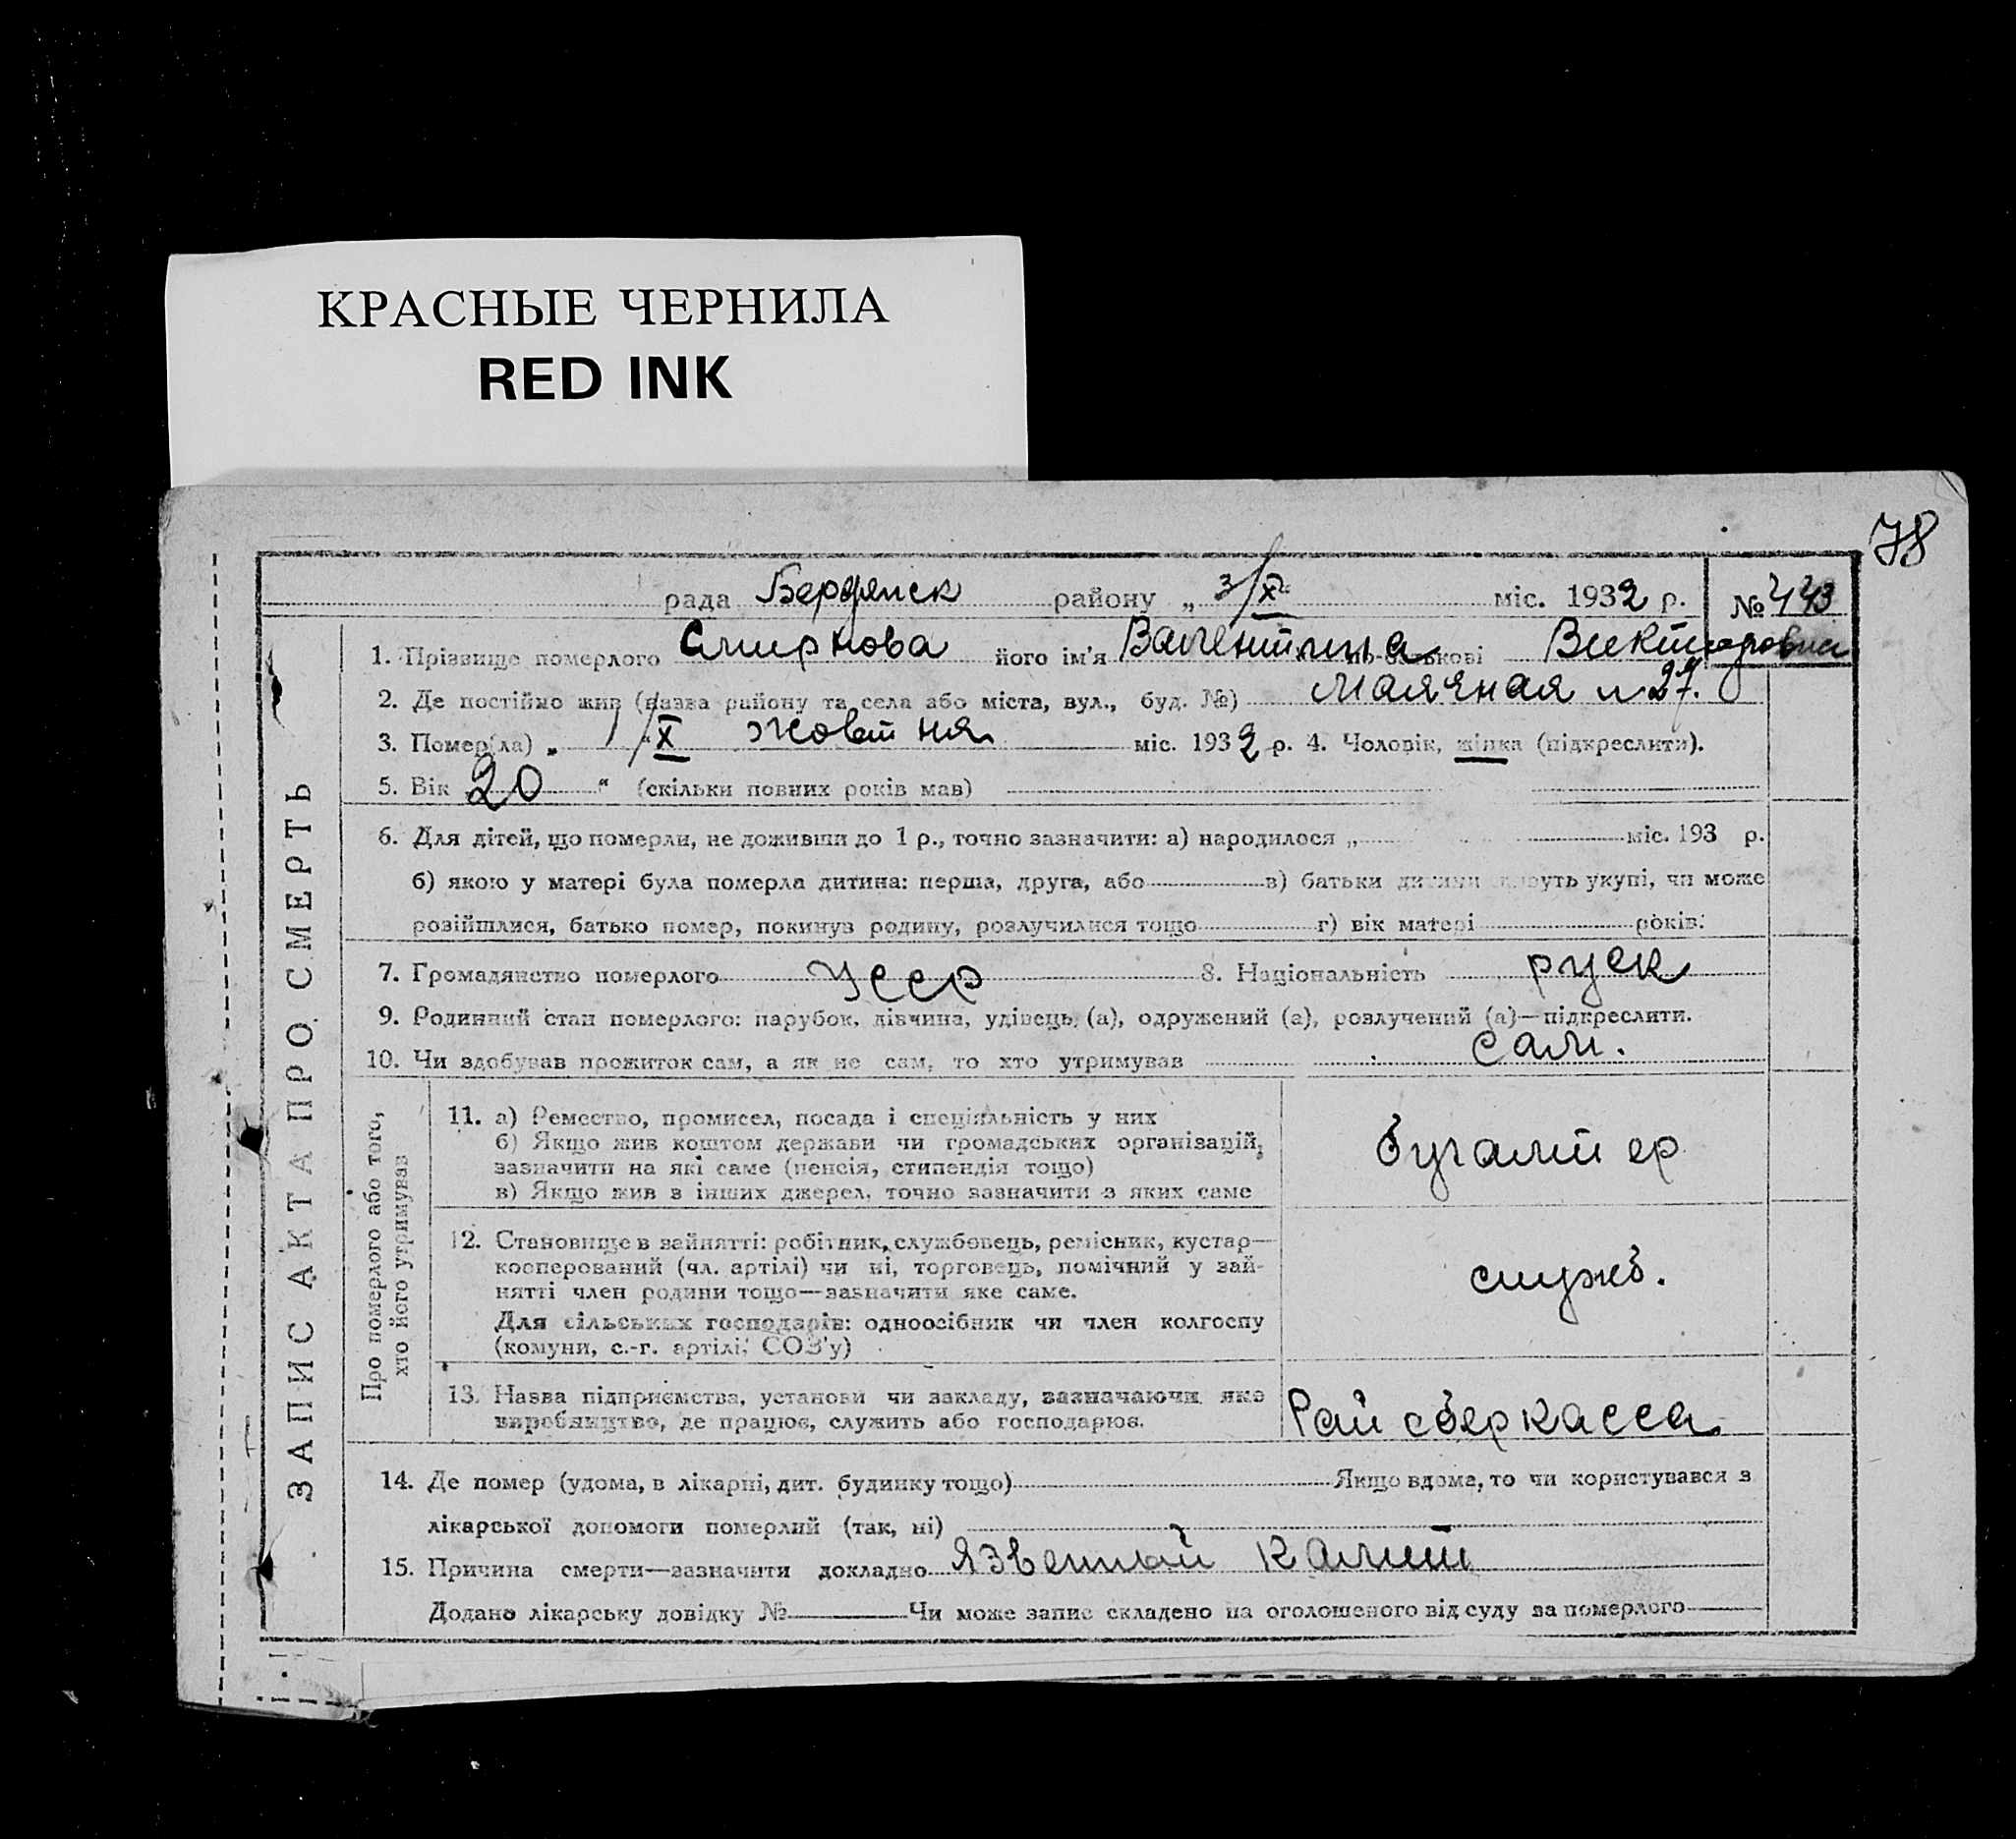 КРАСНЫЕ ЧЕРНИЛА
RED INK
78
рада Бердянск району „ 3/X міс. 1932 р. № 443
1. Прізвище померлого Смирнова його ім'я Валентина по-батькові Викторовна
2. Де постійно жив (назва району та села або міста, вул., буд. №) Маячная № 27.
3. Помер(ла) „ 1/X жовтня міс. 1932 р. 4. Чоловік, жінка (підкреслити).
5. Вік 20 “ (скільки повних років мав)
6. Для дітей, що померли, не доживши до 1 р., точно зазначити: а) народилося „ міс. 193 р.
б) якою у матері була померла дитина: перша, друга, або в) батьки дитини живуть укупі, чи може
розійшлися, батько помер, покинув родину, розлучилися тощо г) вік матері років.
7. Громадянство померлого УССР 8. Національність руск
9. Родинний стан померлого: парубок, дівчина, удівець (а), одружений (а), розлучений (а)—підкреслити.
10. Чи здобував прожиток сам, а як не сам, то хто утримував сам.
ЗАПИС АКТА ПРО СМЕРТЬ
Про померлого або того,
хто його утримував
11. а) Ремество, промисел, посада і спеціяльність у них
б) Якщо жив коштом держави чи громадських організацій,
зазначити на які саме (пенсія, стипендія тощо)
в) Якщо жив з інших джерел, точно зазначити з яких саме
бугалтер
12. Становище в зайнятті: робітник, службовець, ремісник, кустар—
кооперований (чл. артілі) чи ні, торговець, помічний у зай-
нятті член родини тощо—зазначити яке саме.
Для сільських господарів: одноосібник чи член колгоспу
(комуни, с.-г. артілі, СОЗ'у)
служб.
13. Назва підприємства, установи чи закладу, зазначаючи яке
виробництво, де працює, служить або господарює.
Рай сберкасса
14. Де помер (удома, в лікарні, дит. будинку тощо) Якщо вдома, то чи користувався з
лікарської допомоги померлий (так, ні)
15. Причина смерти—зазначити докладно язвенный калит
Додано лікарську довідку № Чи може запис складено на оголошеного від суду за померлого